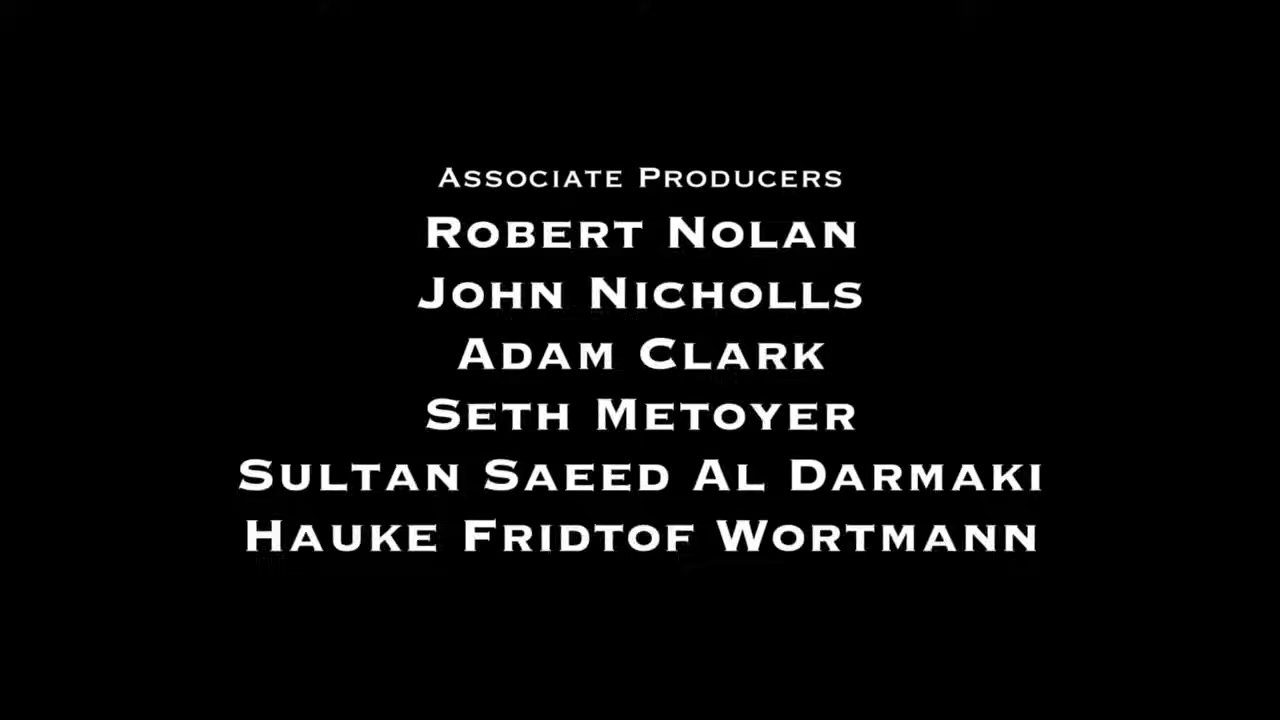 Associate Producers
Robert Nolan
John Nicholls
Adam Clark
Seth Metoyer
Sultan Saeed Al Darmaki
Hauke Fridtof Wortmann